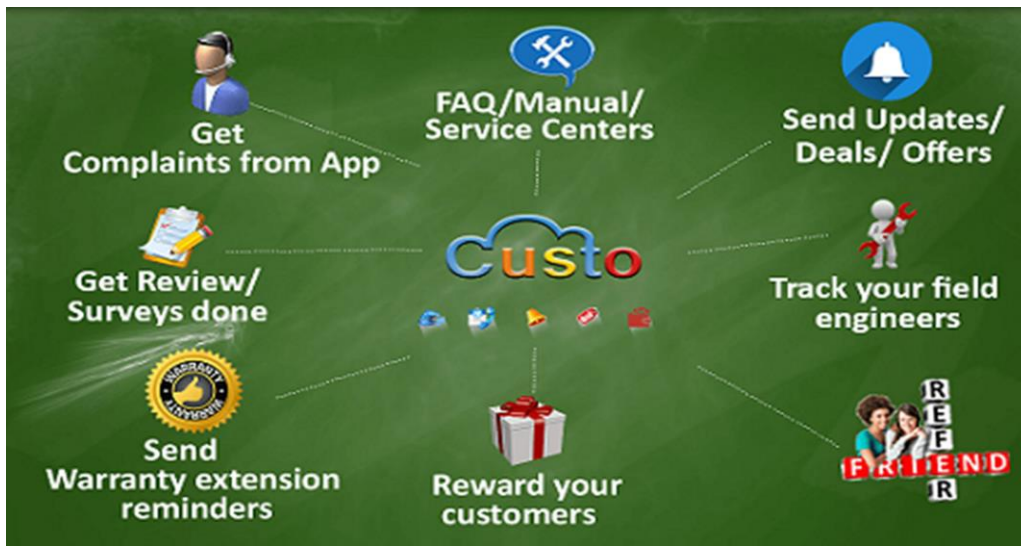 Get
Complaints from App
FAQ/Manual/
Service Centers
Send Updates/
Deals/ Offers
Get Review/
Surveys done
Custo
Track your field
engineers
WARRANTY
WARRANTY
Send
Warranty extension
reminders
Reward your
customers
REFER
FRIEND